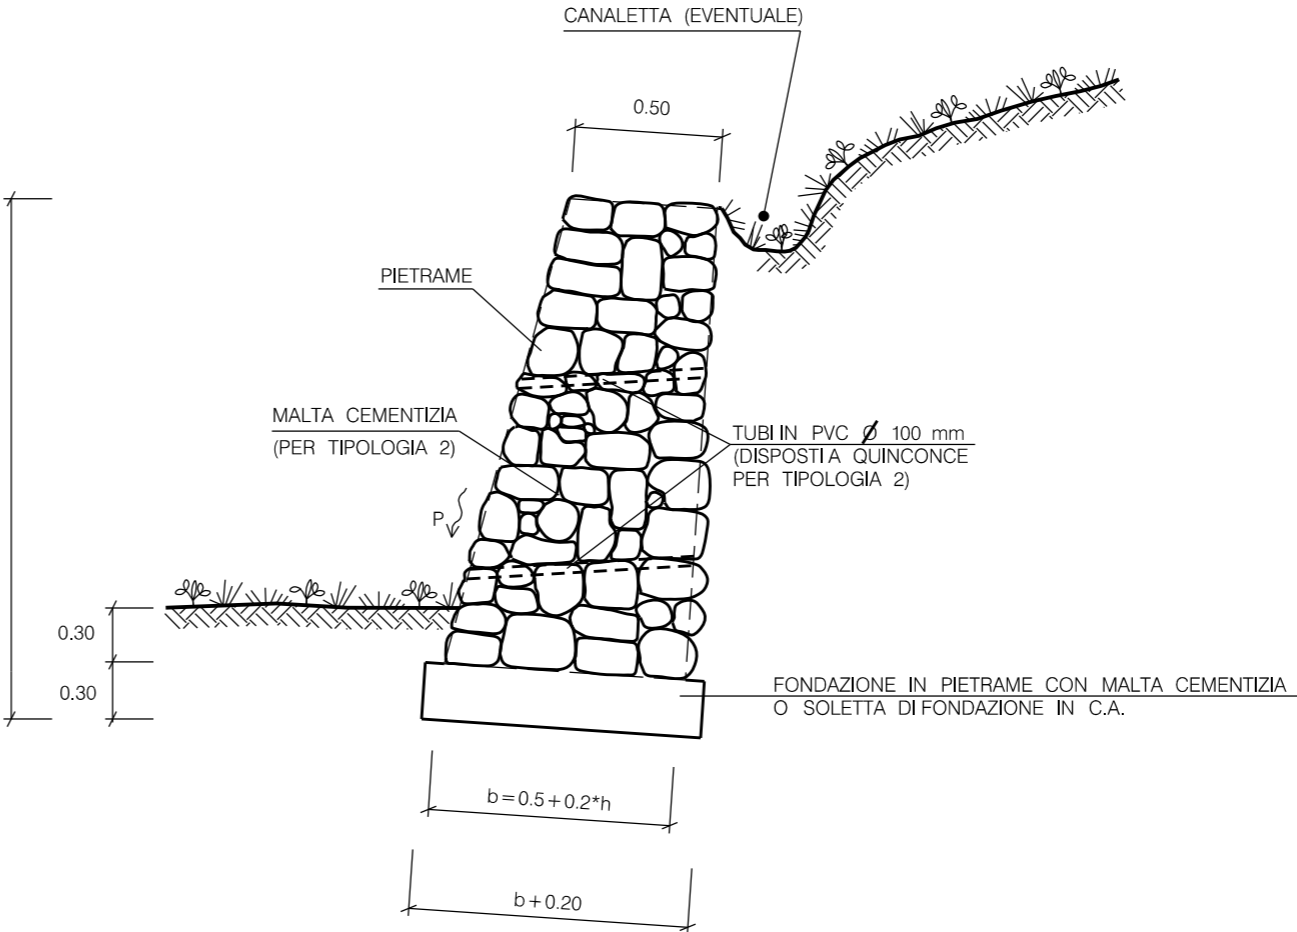 CANALETTA (EVENTUALE)
0.50
PIETRAME
MALTA CEMENTIZIA
(PER TIPOLOGIA 2)
TUBI IN PVC Ø 100 mm
(DISPOSTI A QUINCONCE
PER TIPOLOGIA 2)
P
0.30
0.30
FONDAZIONE IN PIETRAME CON MALTA CEMENTIZIA
O SOLETTA DI FONDAZIONE IN C.A.
b=0.5+0.2*h
b+0.20